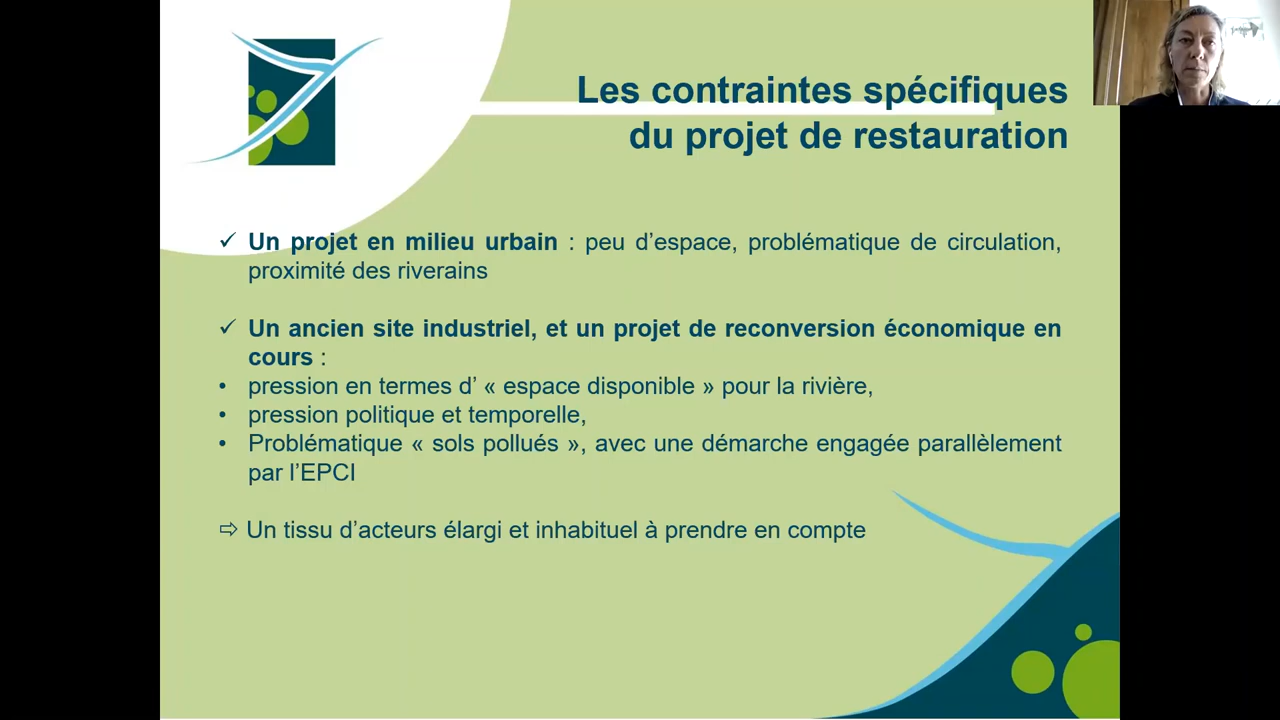 Les contraintes spécifiques
du projet de restauration
✓ Un projet en milieu urbain : peu d’espace, problématique de circulation,
proximité des riverains
✓ Un ancien site industriel, et un projet de reconversion économique en
cours :
• pression en termes d’ « espace disponible » pour la rivière,
• pression politique et temporelle,
• Problématique « sols pollués », avec une démarche engagée parallèlement
par l’EPCI
⇨ Un tissu d’acteurs élargi et inhabituel à prendre en compte